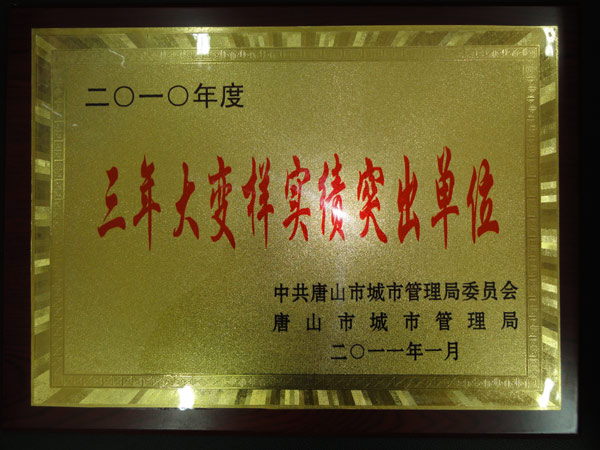 二〇一〇年度
三年大变样实绩突出单位
中共唐山市城市管理局委员会
唐山市城市管理局
二〇一一年一月